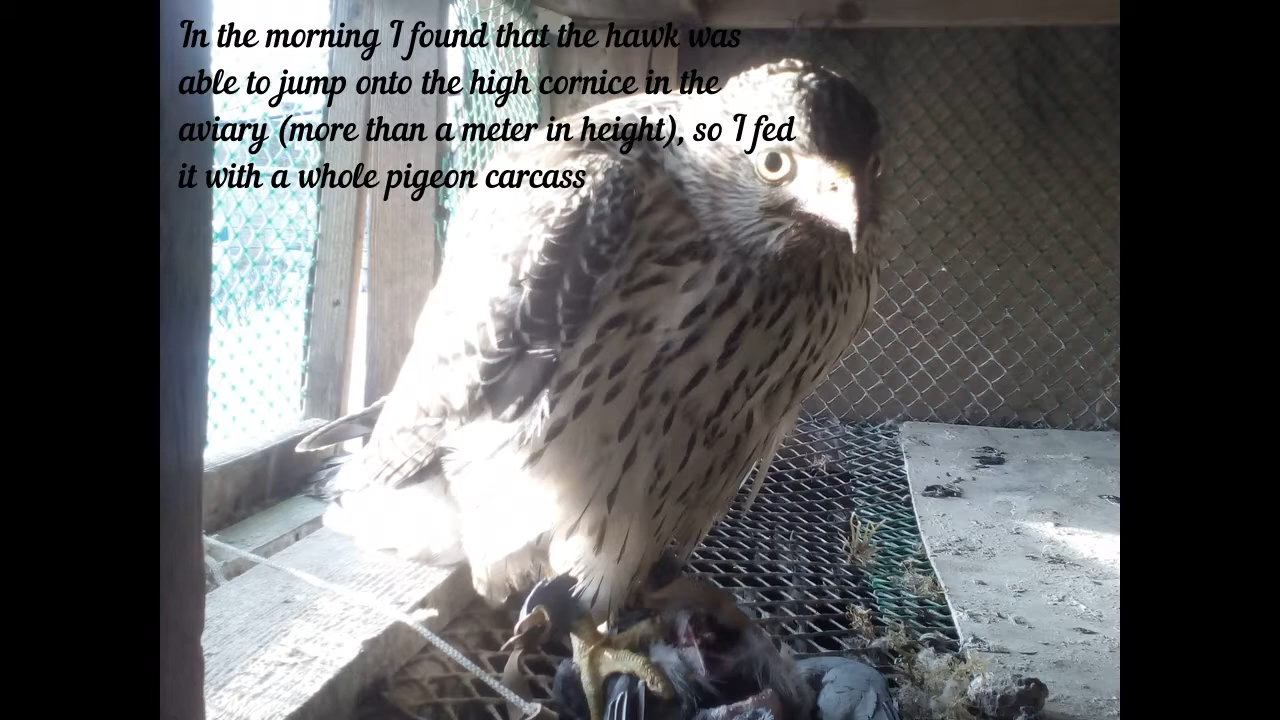 In the morning I found that the hawk was
able to jump onto the high cornice in the
aviary (more than a meter in height), so I fed
it with a whole pigeon carcass